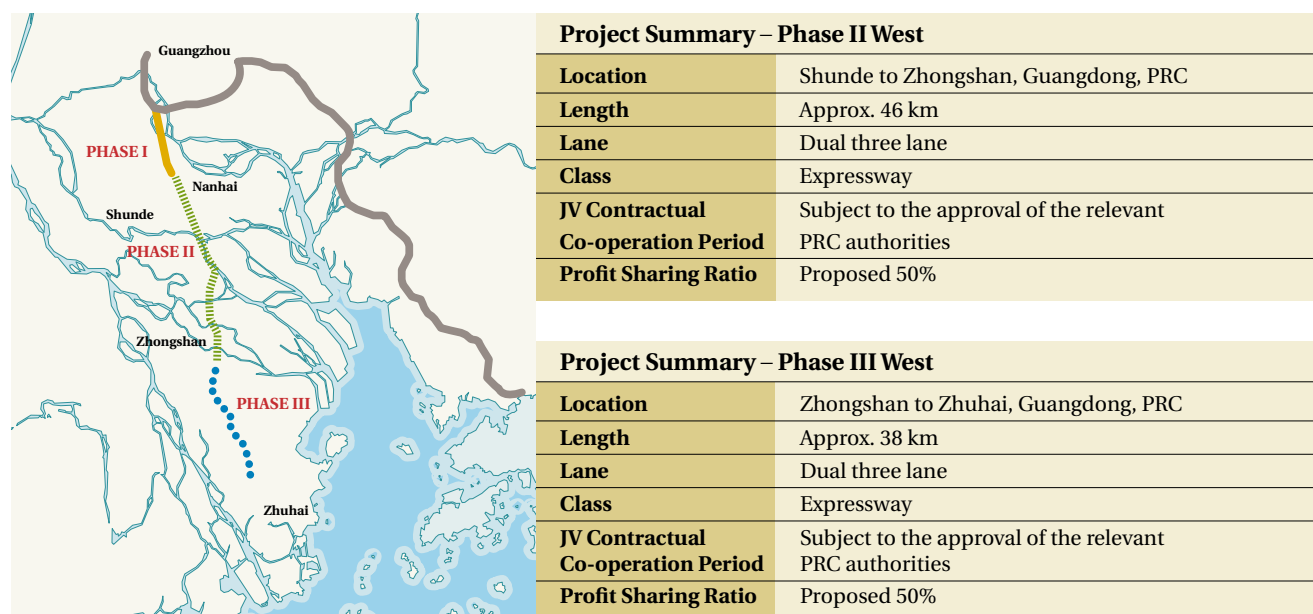 Guangzhou
PHASE I
Nanhai
Shunde
PHASE II
Zhongshan
PHASE III
Zhuhai
Project Summary – Phase II West
Location Shunde to Zhongshan, Guangdong, PRC
Length Approx. 46 km
Lane Dual three lane
Class Expressway
JV Contractual Subject to the approval of the relevant
Co-operation Period PRC authorities
Profit Sharing Ratio Proposed 50%
Project Summary – Phase III West
Location Zhongshan to Zhuhai, Guangdong, PRC
Length Approx. 38 km
Lane Dual three lane
Class Expressway
JV Contractual Subject to the approval of the relevant
Co-operation Period PRC authorities
Profit Sharing Ratio Proposed 50%